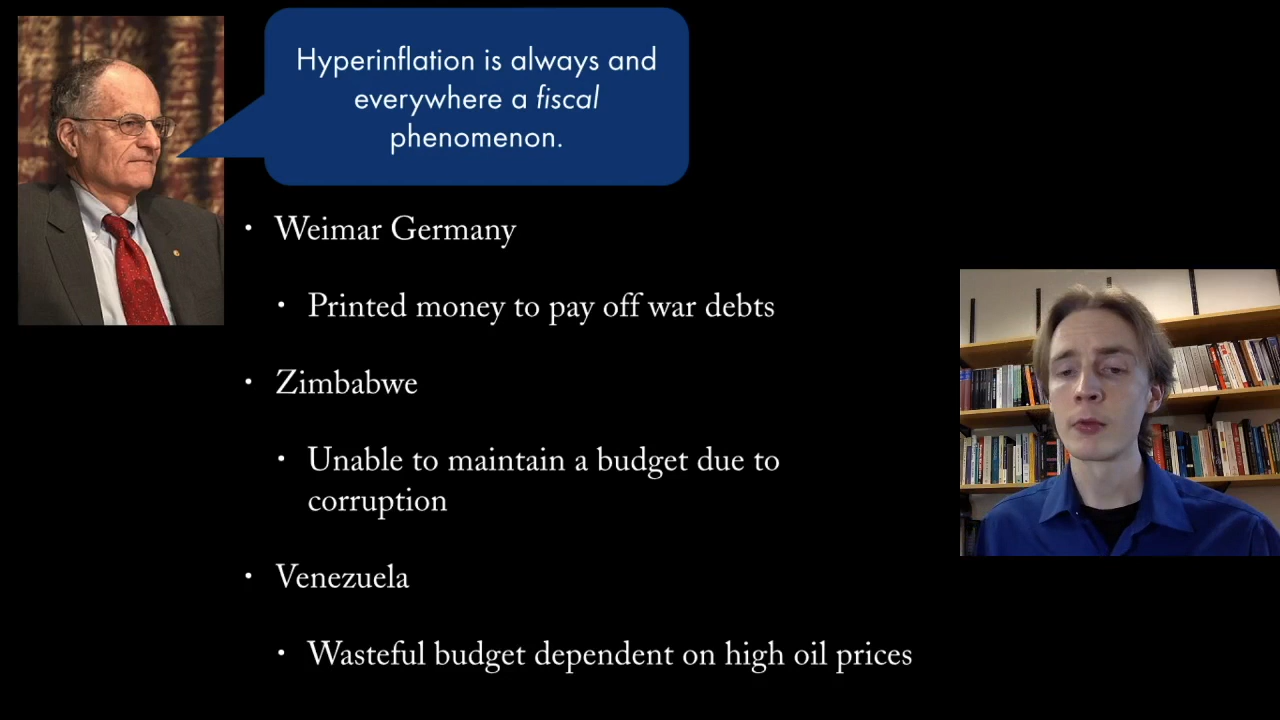 Hyperinflation is always and
everywhere a fiscal
phenomenon.
• Weimar Germany
• Printed money to pay off war debts
• Zimbabwe
• Unable to maintain a budget due to
corruption
• Venezuela
• Wasteful budget dependent on high oil prices